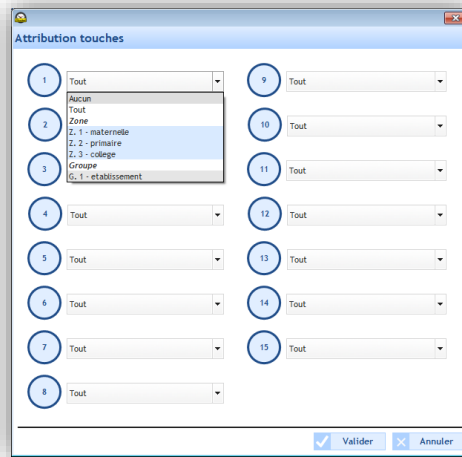 Attribution touches
1 Tout
Aucun
Tout
Zone
Z. 1 - maternelle
Z. 2 - primaire
Z. 3 - college
Groupe
G. 1 - etablissement
2
3
4 Tout
5 Tout
6 Tout
7 Tout
8 Tout
9 Tout
10 Tout
11 Tout
12 Tout
13 Tout
14 Tout
15 Tout
Valider Annuler